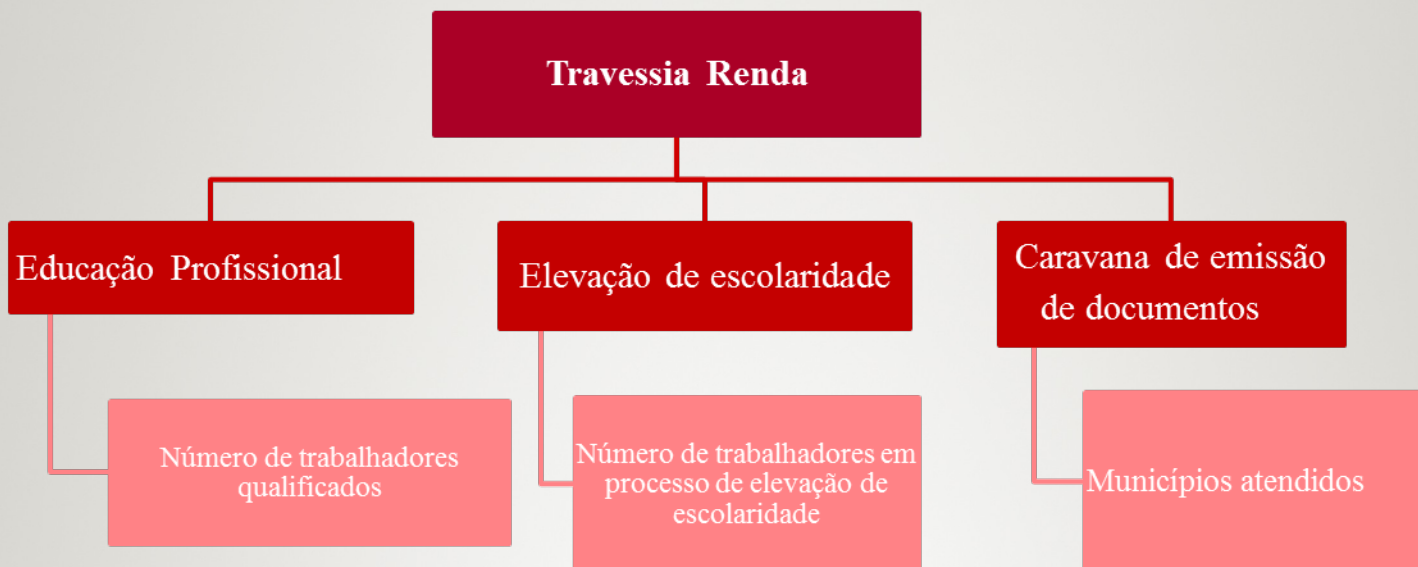 Travessia Renda
Educação Profissional
Elevação de escolaridade
Caravana de emissão
de documentos
Número de trabalhadores
qualificados
Número de trabalhadores em
processo de elevação de
escolaridade
Municípios atendidos